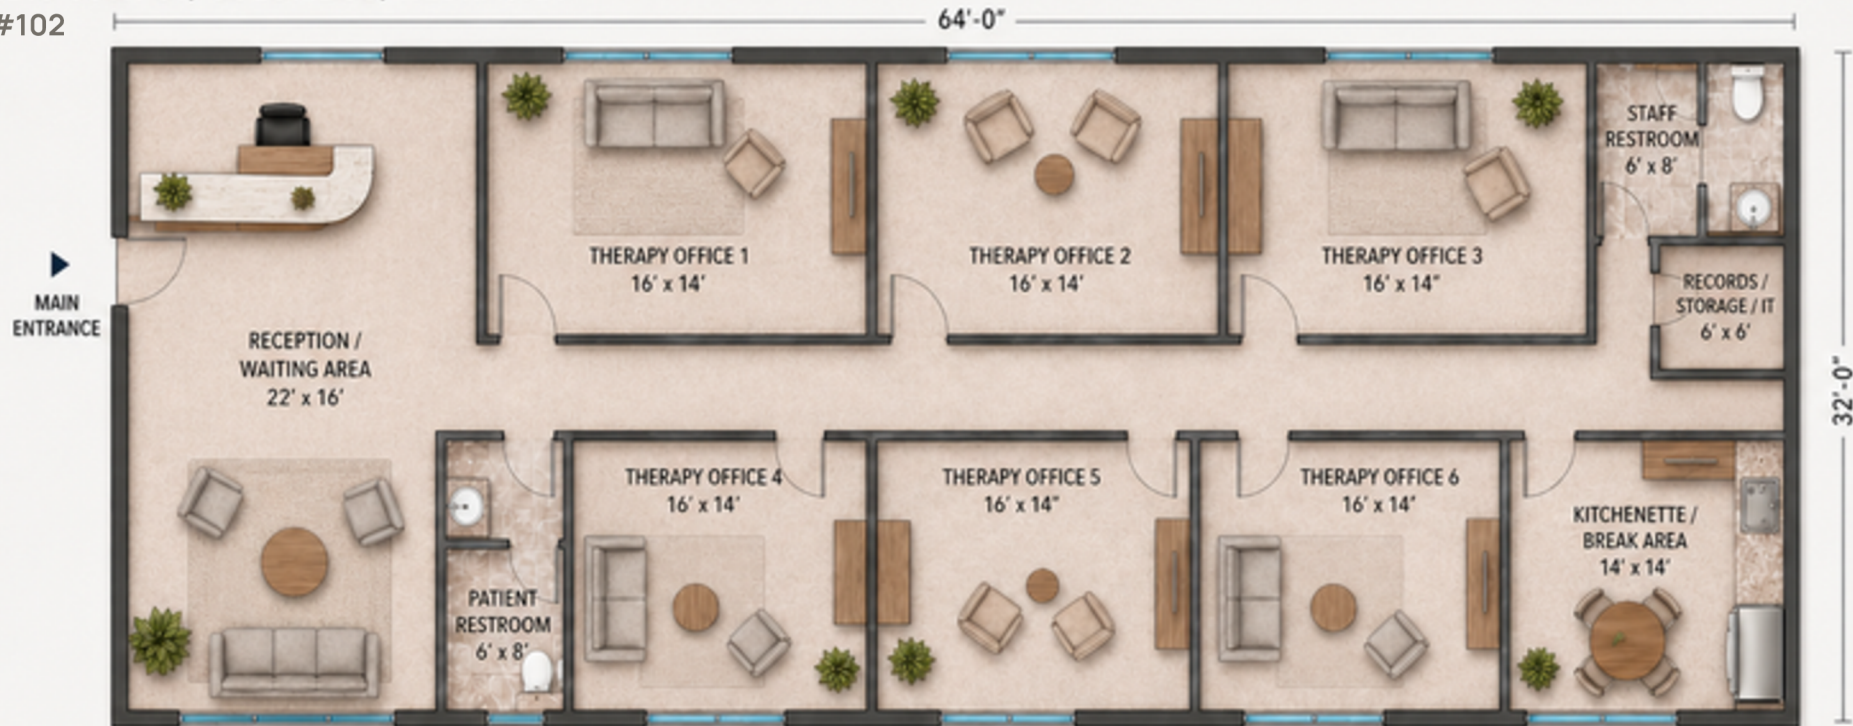 #102
64'-0"
32'-0"
MAIN
ENTRANCE
RECEPTION /
WAITING AREA
22' x 16'
THERAPY OFFICE 1
16' x 14'
THERAPY OFFICE 2
16' x 14'
THERAPY OFFICE 3
16' x 14"
STAFF
RESTROOM
6' x 8'
RECORDS /
STORAGE / IT
6' x 6'
PATIENT
RESTROOM
6' x 8'
THERAPY OFFICE 4
16' x 14'
THERAPY OFFICE 5
16' x 14"
THERAPY OFFICE 6
16' x 14"
KITCHENETTE /
BREAK AREA
14' x 14'